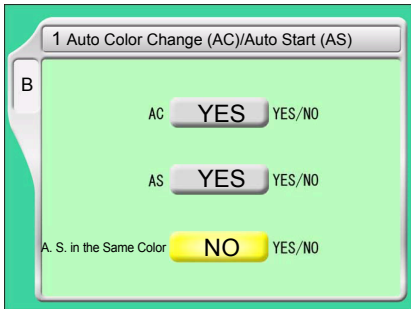 1 Auto Color Change (AC)/Auto Start (AS)
B
AC YES YES/NO
AS YES YES/NO
A. S. in the Same Color NO YES/NO